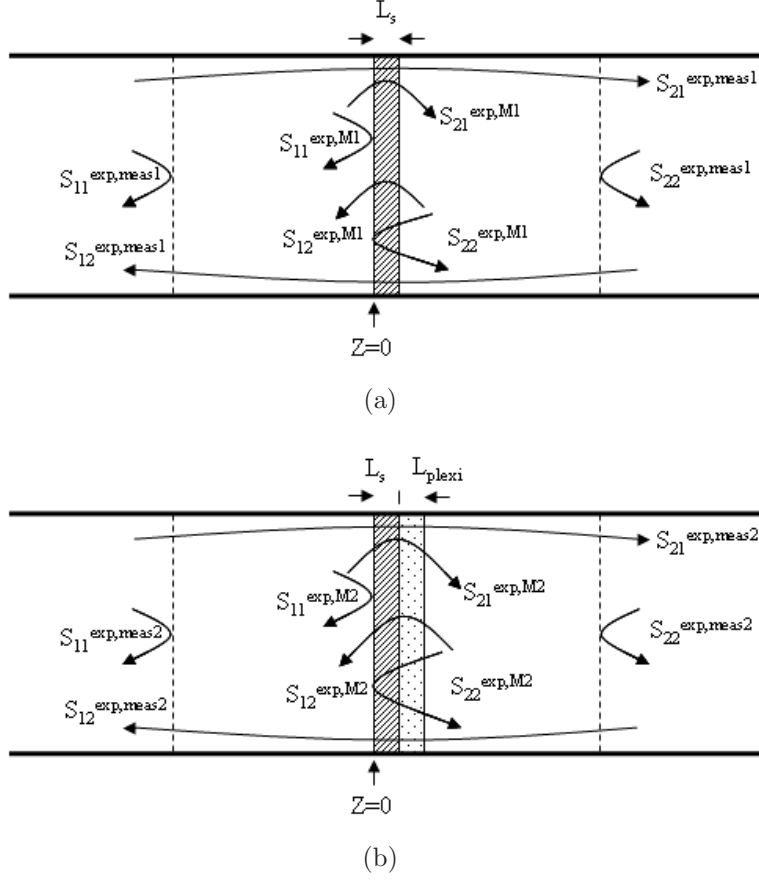 L_s
S_21^exp,meas1
S_21^exp,M1
S_11^exp,M1
S_11^exp,meas1
S_22^exp,meas1
S_12^exp,M1
S_22^exp,M1
S_12^exp,meas1
Z=0
(a)
L_s L_plexi
S_21^exp,meas2
S_21^exp,M2
S_11^exp,M2
S_11^exp,meas2
S_22^exp,meas2
S_12^exp,M2
S_22^exp,M2
S_12^exp,meas2
Z=0
(b)